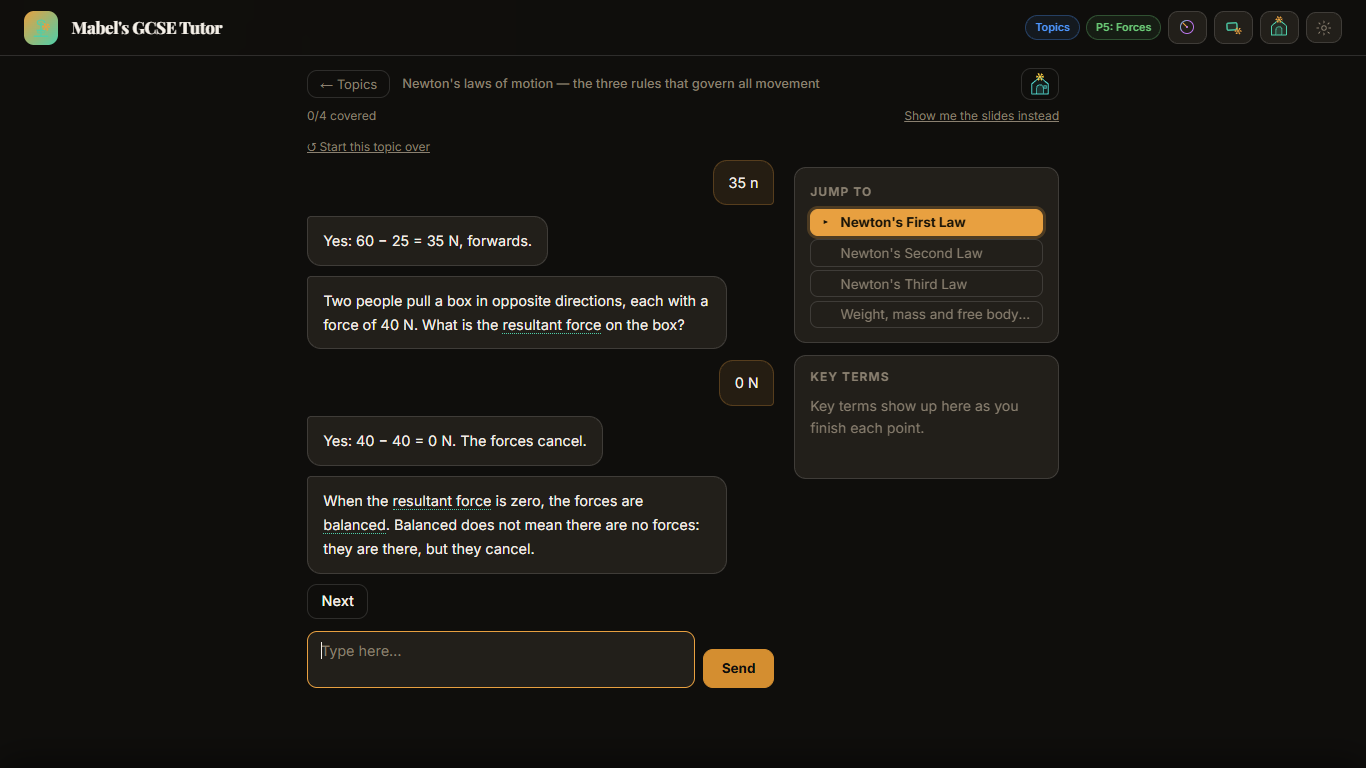 Mabel's GCSE Tutor
Topics
P5: Forces
← Topics
Newton's laws of motion — the three rules that govern all movement
0/4 covered
Show me the slides instead
↺ Start this topic over
35 n
Yes: 60 − 25 = 35 N, forwards.
Two people pull a box in opposite directions, each with a
force of 40 N. What is the resultant force on the box?
0 N
Yes: 40 − 40 = 0 N. The forces cancel.
When the resultant force is zero, the forces are
balanced. Balanced does not mean there are no forces:
they are there, but they cancel.
Next
Type here...
Send
JUMP TO
Newton's First Law
Newton's Second Law
Newton's Third Law
Weight, mass and free body...
KEY TERMS
Key terms show up here as you
finish each point.